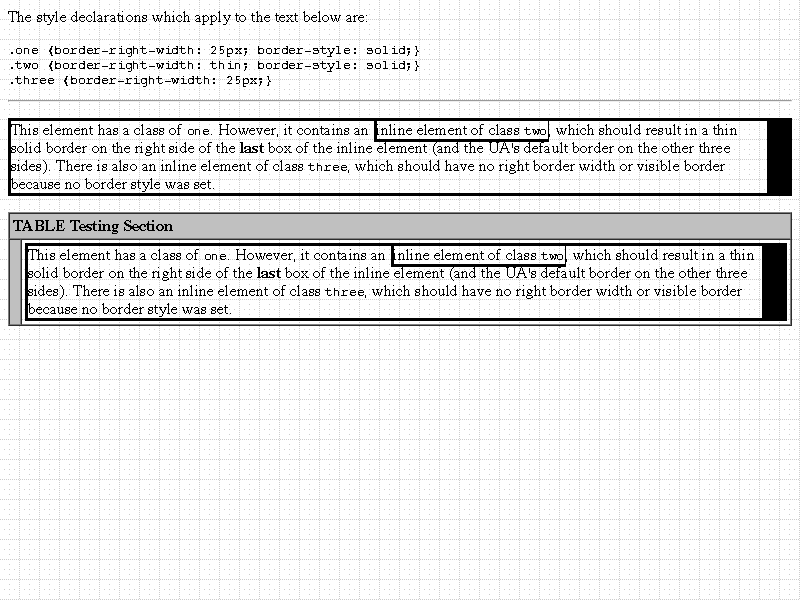 The style declarations which apply to the text below are:
.one {border-right-width: 25px; border-style: solid;}
.two {border-right-width: thin; border-style: solid;}
.three {border-right-width: 25px;}
This element has a class of one. However, it contains an inline element of class two, which should result in a thin
solid border on the right side of the last box of the inline element (and the UA's default border on the other three
sides). There is also an inline element of class three, which should have no right border width or visible border
because no border style was set.
TABLE Testing Section
This element has a class of one. However, it contains an inline element of class two, which should result in a thin
solid border on the right side of the last box of the inline element (and the UA's default border on the other three
sides). There is also an inline element of class three, which should have no right border width or visible border
because no border style was set.